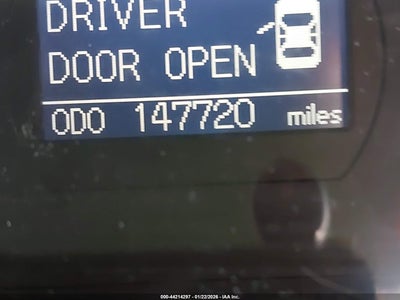 DRIVER
DOOR OPEN
ODO 147720 miles
000-44214297 - 01/22/2026 - IAA Inc.